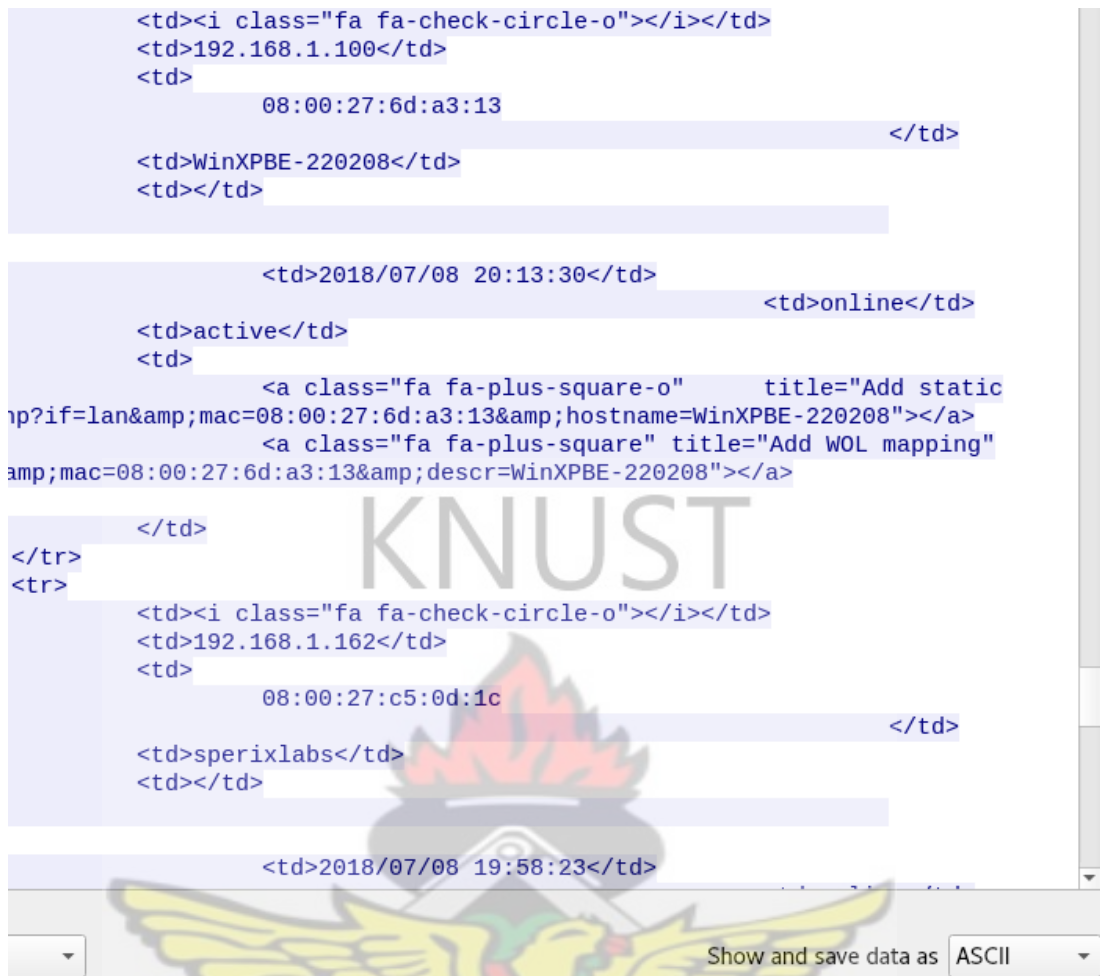 <td><i class="fa fa-check-circle-o"></i></td>
<td>192.168.1.100</td>
<td>
08:00:27:6d:a3:13
</td>
<td>WinXPBE-220208</td>
<td></td>
<td>2018/07/08 20:13:30</td>
<td>online</td>
<td>active</td>
<td>
<a class="fa fa-plus-square-o" title="Add static
?if=lan&amp;mac=08:00:27:6d:a3:13&amp;hostname=WinXPBE-220208"></a>
<a class="fa fa-plus-square" title="Add WOL mapping"
amp;mac=08:00:27:6d:a3:13&amp;descr=WinXPBE-220208"></a>
KNUST
</td>
</tr>
<tr>
<td><i class="fa fa-check-circle-o"></i></td>
<td>192.168.1.162</td>
<td>
08:00:27:c5:0d:1c
</td>
<td>sperixlabs</td>
<td></td>
<td>2018/07/08 19:58:23</td>
Show and save data as ASCII